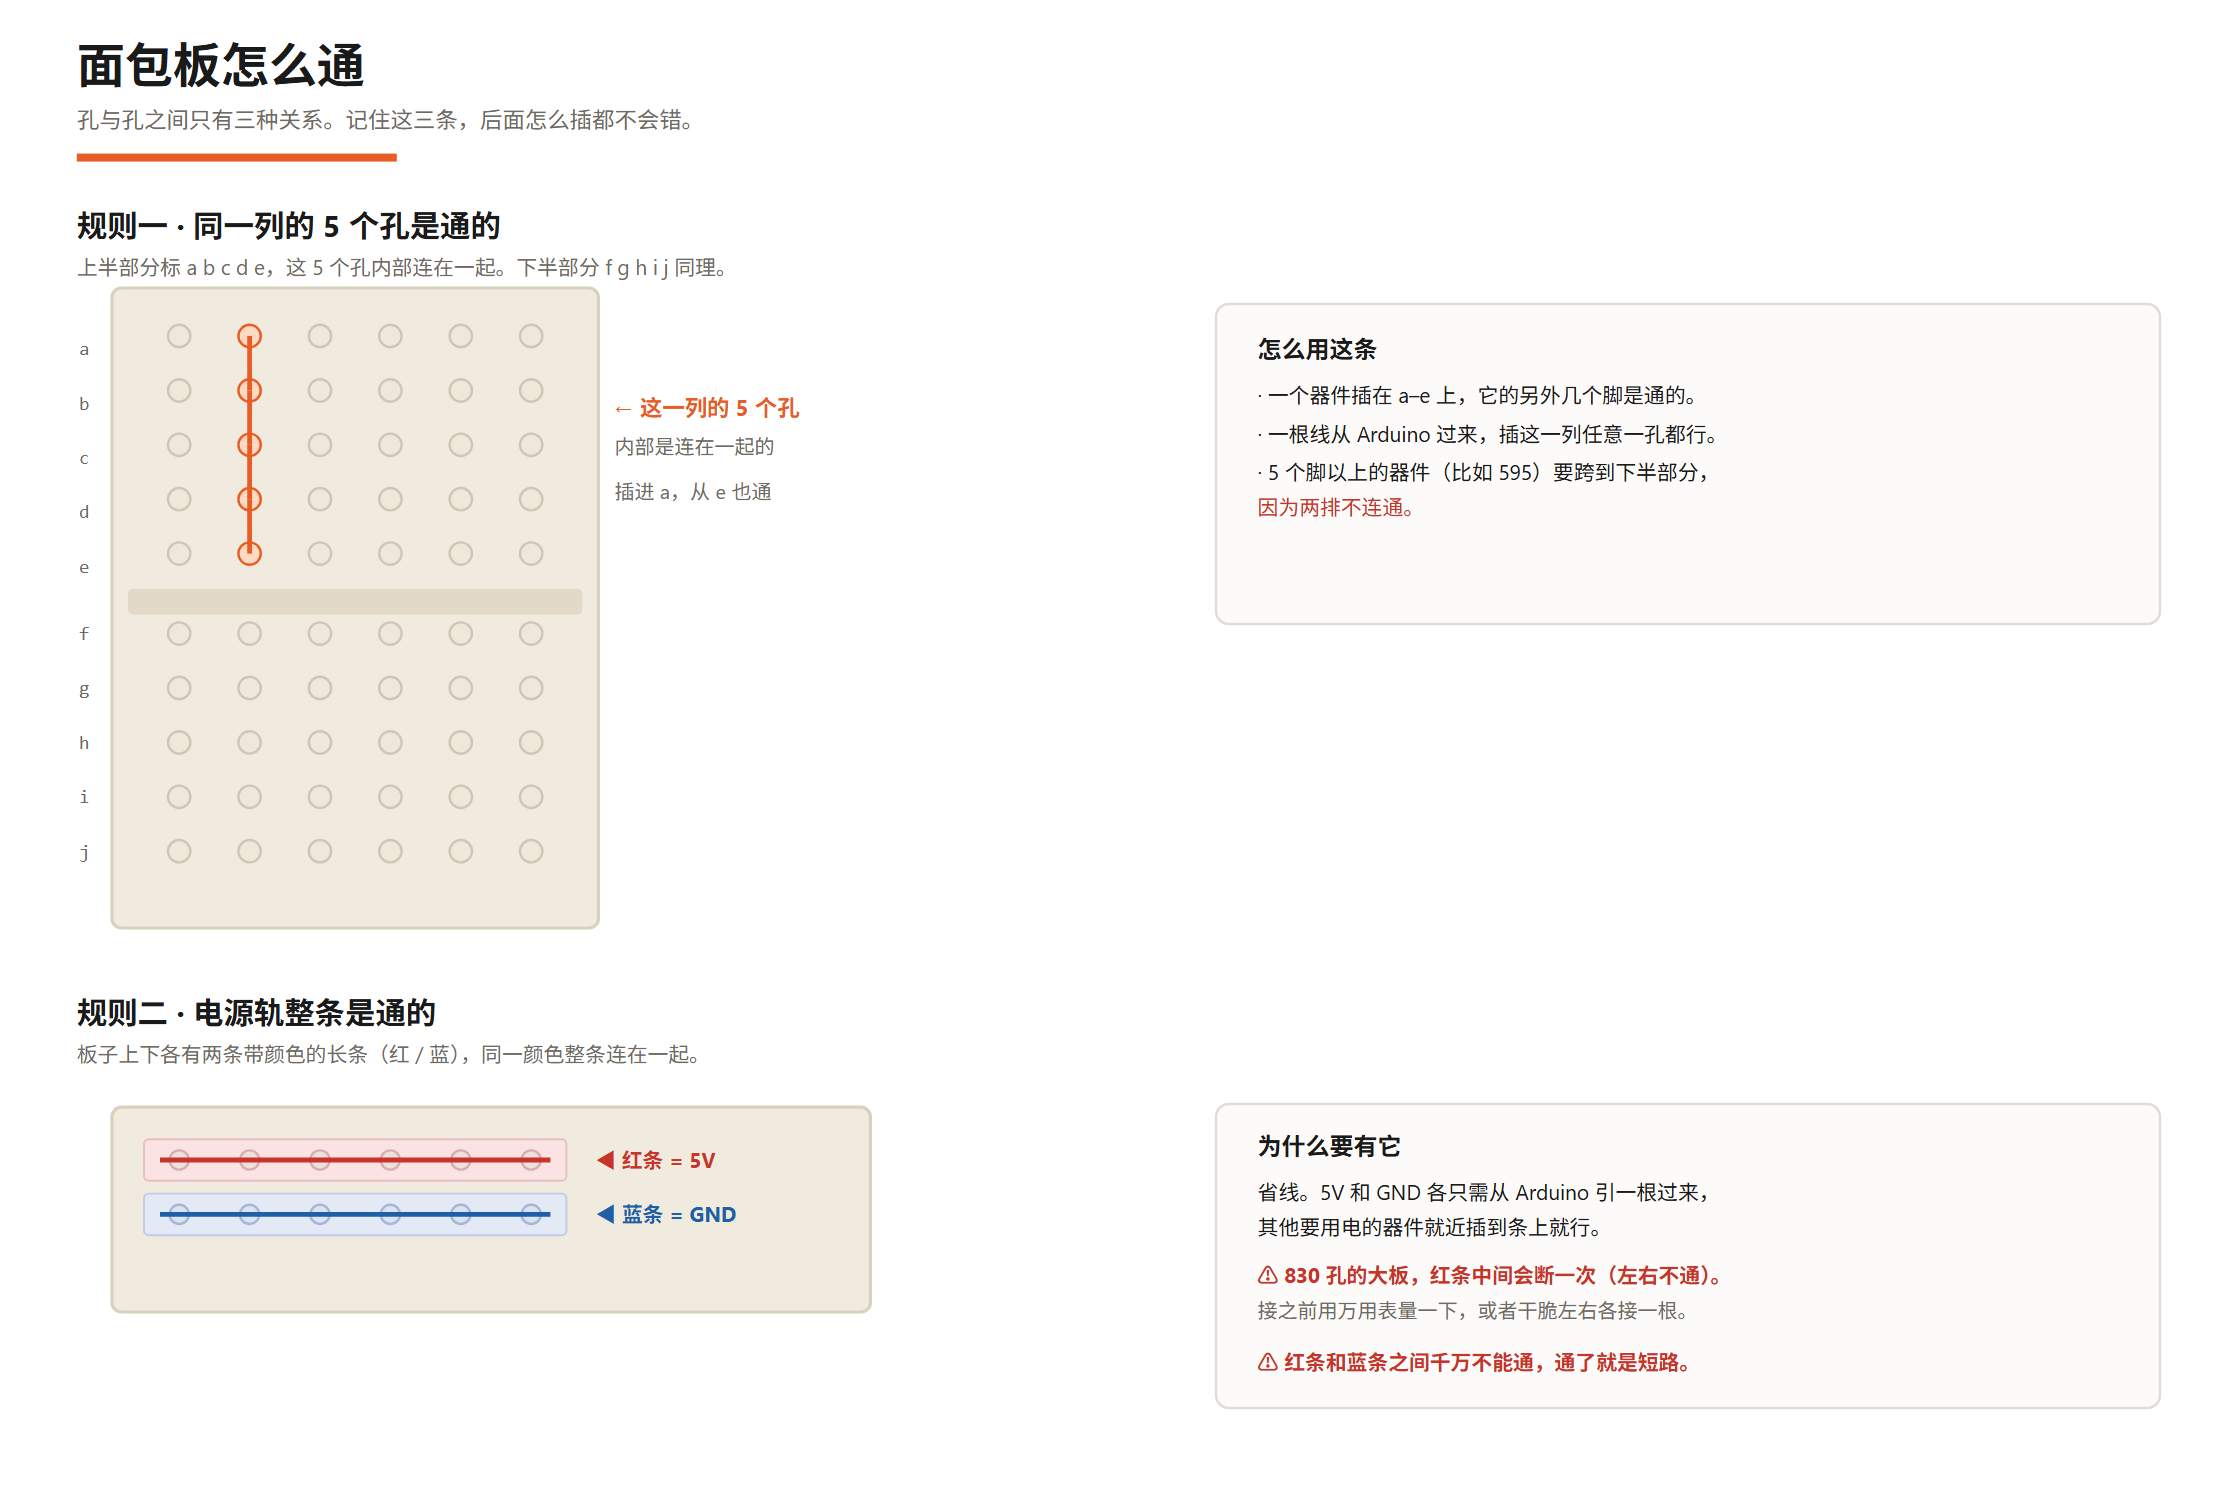 面包板怎么通
孔与孔之间只有三种关系。记住这三条，后面怎么插都不会错。
规则一 · 同一列的 5 个孔是通的
上半部分标 a b c d e，这 5 个孔内部连在一起。下半部分 f g h i j 同理。
a
b
c
d
e
f
g
h
i
j
← 这一列的 5 个孔
内部是连在一起的
插进 a，从 e 也通
怎么用这条
· 一个器件插在 a–e 上，它的另外几个脚是通的。
· 一根线从 Arduino 过来，插这一列任意一孔都行。
· 5 个脚以上的器件（比如 595）要跨到下半部分，
因为两排不连通。
规则二 · 电源轨整条是通的
板子上下各有两条带颜色的长条（红 / 蓝），同一颜色整条连在一起。
◀ 红条 = 5V
◀ 蓝条 = GND
为什么要有它
省线。5V 和 GND 各只需从 Arduino 引一根过来，
其他要用电的器件就近插到条上就行。
⚠ 830 孔的大板，红条中间会断一次（左右不通）。
接之前用万用表量一下，或者干脆左右各接一根。
⚠ 红条和蓝条之间千万不能通，通了就是短路。